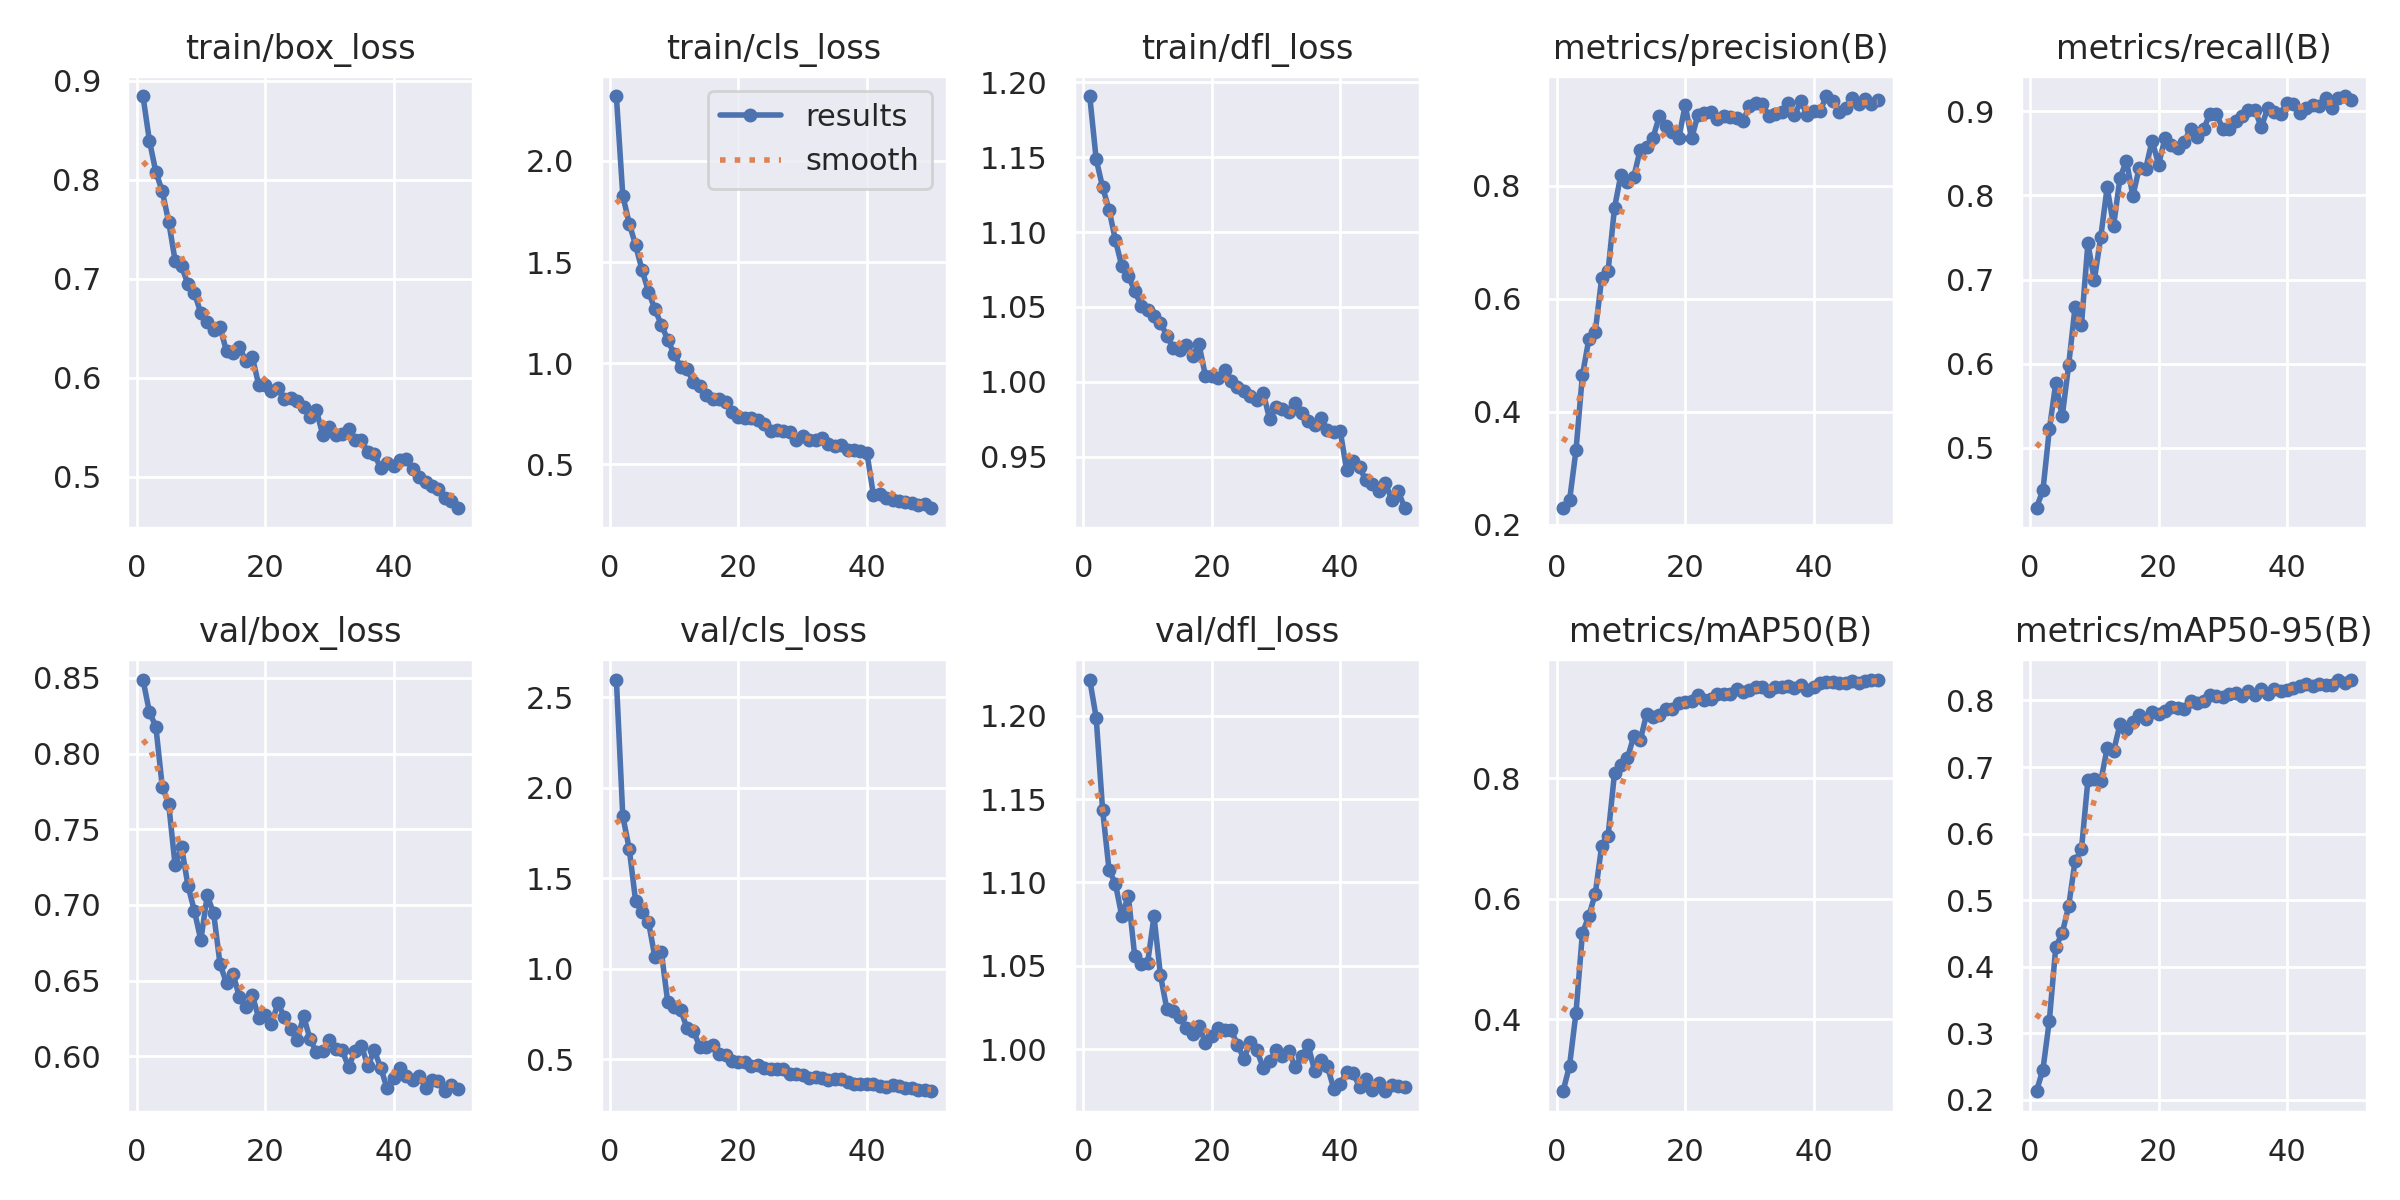 train/box_loss
train/cls_loss
train/dfl_loss
metrics/precision(B)
metrics/recall(B)
0.9
0.8
0.7
0.6
0.5
0 20 40
results
smooth
2.0
1.5
1.0
0.5
0 20 40
1.20
1.15
1.10
1.05
1.00
0.95
0 20 40
0.8
0.6
0.4
0.2
0 20 40
0.9
0.8
0.7
0.6
0.5
0 20 40
val/box_loss
val/cls_loss
val/dfl_loss
metrics/mAP50(B)
metrics/mAP50-95(B)
0.85
0.80
0.75
0.70
0.65
0.60
0 20 40
2.5
2.0
1.5
1.0
0.5
0 20 40
1.20
1.15
1.10
1.05
1.00
0 20 40
0.8
0.6
0.4
0 20 40
0.8
0.7
0.6
0.5
0.4
0.3
0.2
0 20 40